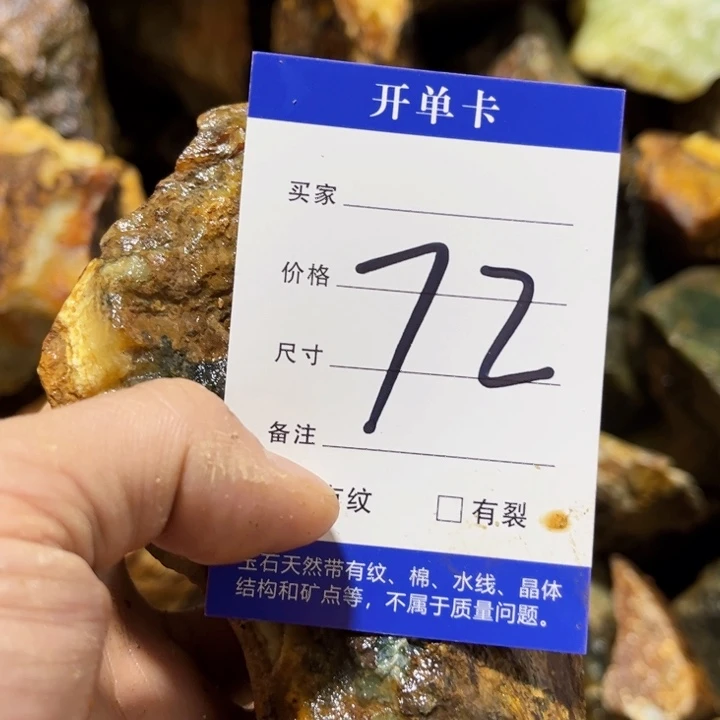 开单卡
买家
价格
72
尺寸
备注
纹 □有裂
玉石天然带有纹、棉、水线、晶体
结构和矿点等，不属于质量问题。